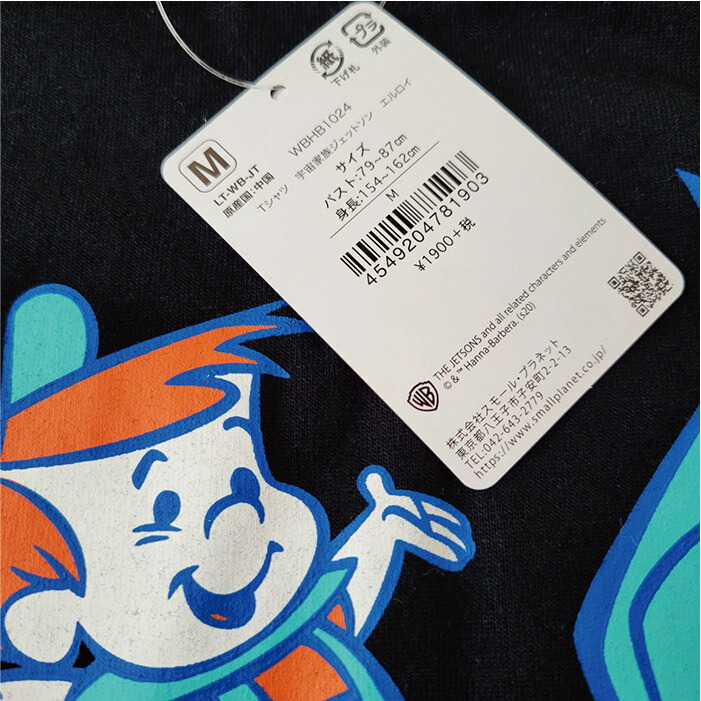 紙
下げ札
プラ
外装
M
LT-WB-JT WBHB1024
原産国:中国
Tシャツ 宇宙家族ジェットソン エルロイ
サイズ
バスト:79~87cm
身長:154~162cm
M
4549204781903
¥1900+税
THE JETSONS and all related characters and elements
© & ™ Hanna-Barbera. (s20)
WB
株式会社スモール・プラネット
東京都八王子市子安町2-2-13
TEL:042-643-2779
https://www.smallplanet.co.jp/